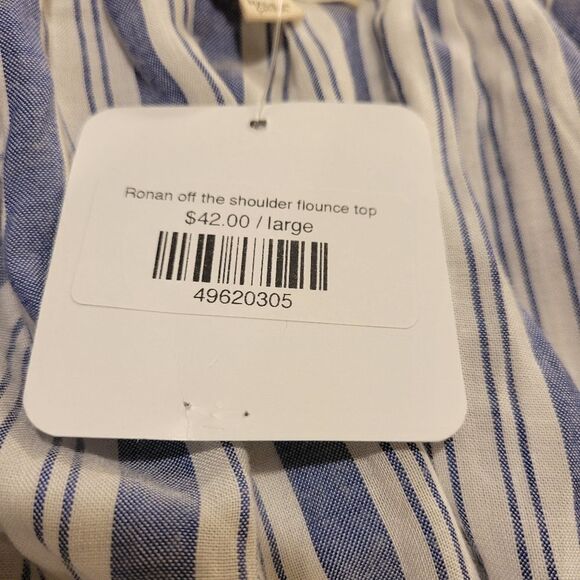 Ronan off the shoulder flounce top
$42.00 / large
49620305